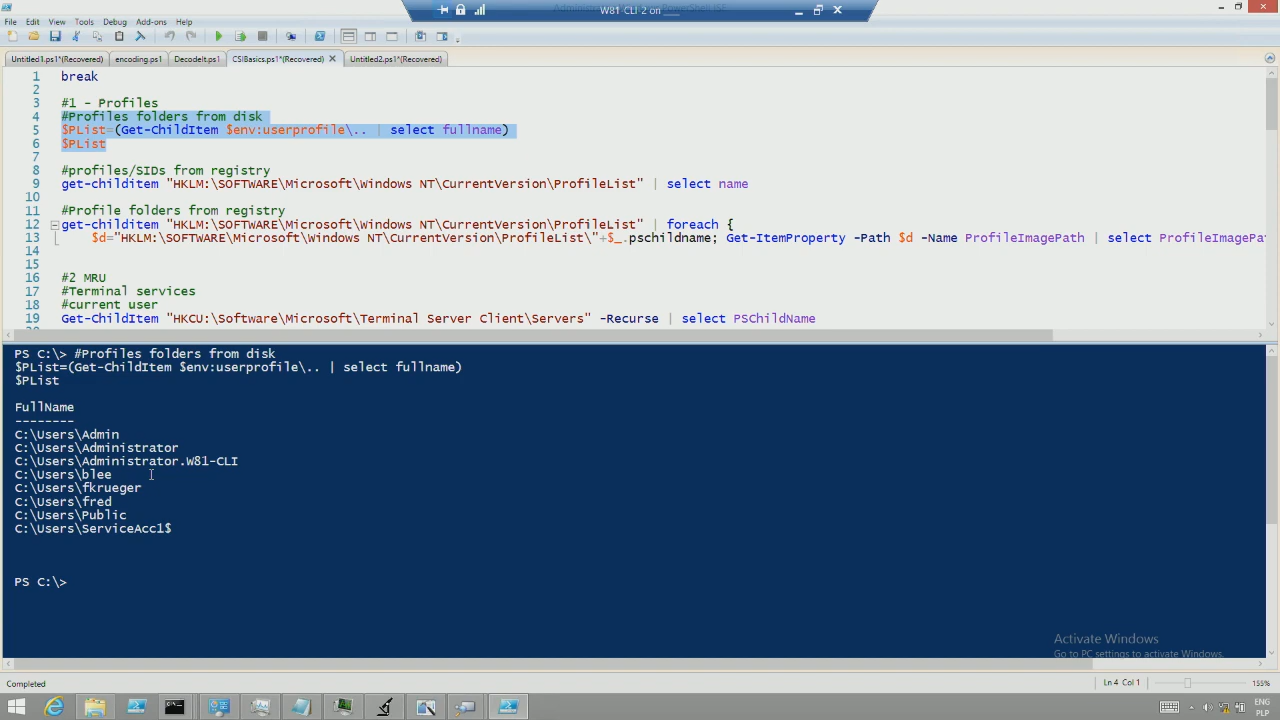 W81-CLI-2 on
File Edit View Tools Debug Add-ons Help
Untitled1.ps1*(Recovered) encoding.ps1 DecodeIt.ps1 CSIBasics.ps1*(Recovered) Untitled2.ps1*(Recovered)
1 break
2
3 #1 - Profiles
4 #Profiles folders from disk
5 $PList=(Get-ChildItem $env:userprofile\.. | select fullname)
6 $PList
7
8 #profiles/SIDs from registry
9 get-childitem "HKLM:\SOFTWARE\Microsoft\Windows NT\CurrentVersion\ProfileList" | select name
10
11 #Profile folders from registry
12 get-childitem "HKLM:\SOFTWARE\Microsoft\Windows NT\CurrentVersion\ProfileList" | foreach {
13 $d="HKLM:\SOFTWARE\Microsoft\Windows NT\CurrentVersion\ProfileList\"+$_.pschildname; Get-ItemProperty -Path $d -Name ProfileImagePath | select ProfileImagePa
14
15
16 #2 MRU
17 #Terminal services
18 #current user
19 Get-ChildItem "HKCU:\Software\Microsoft\Terminal Server Client\Servers" -Recurse | select PSChildName
PS C:\> #Profiles folders from disk
$PList=(Get-ChildItem $env:userprofile\.. | select fullname)
$PList
FullName
--------
C:\Users\Admin
C:\Users\Administrator
C:\Users\Administrator.W81-CLI
C:\Users\blee
C:\Users\fkrueger
C:\Users\fred
C:\Users\Public
C:\Users\ServiceAcc1$
PS C:\>
Activate Windows
Go to PC settings to activate Windows.
Completed Ln 4 Col 1 155%
ENG
PLP